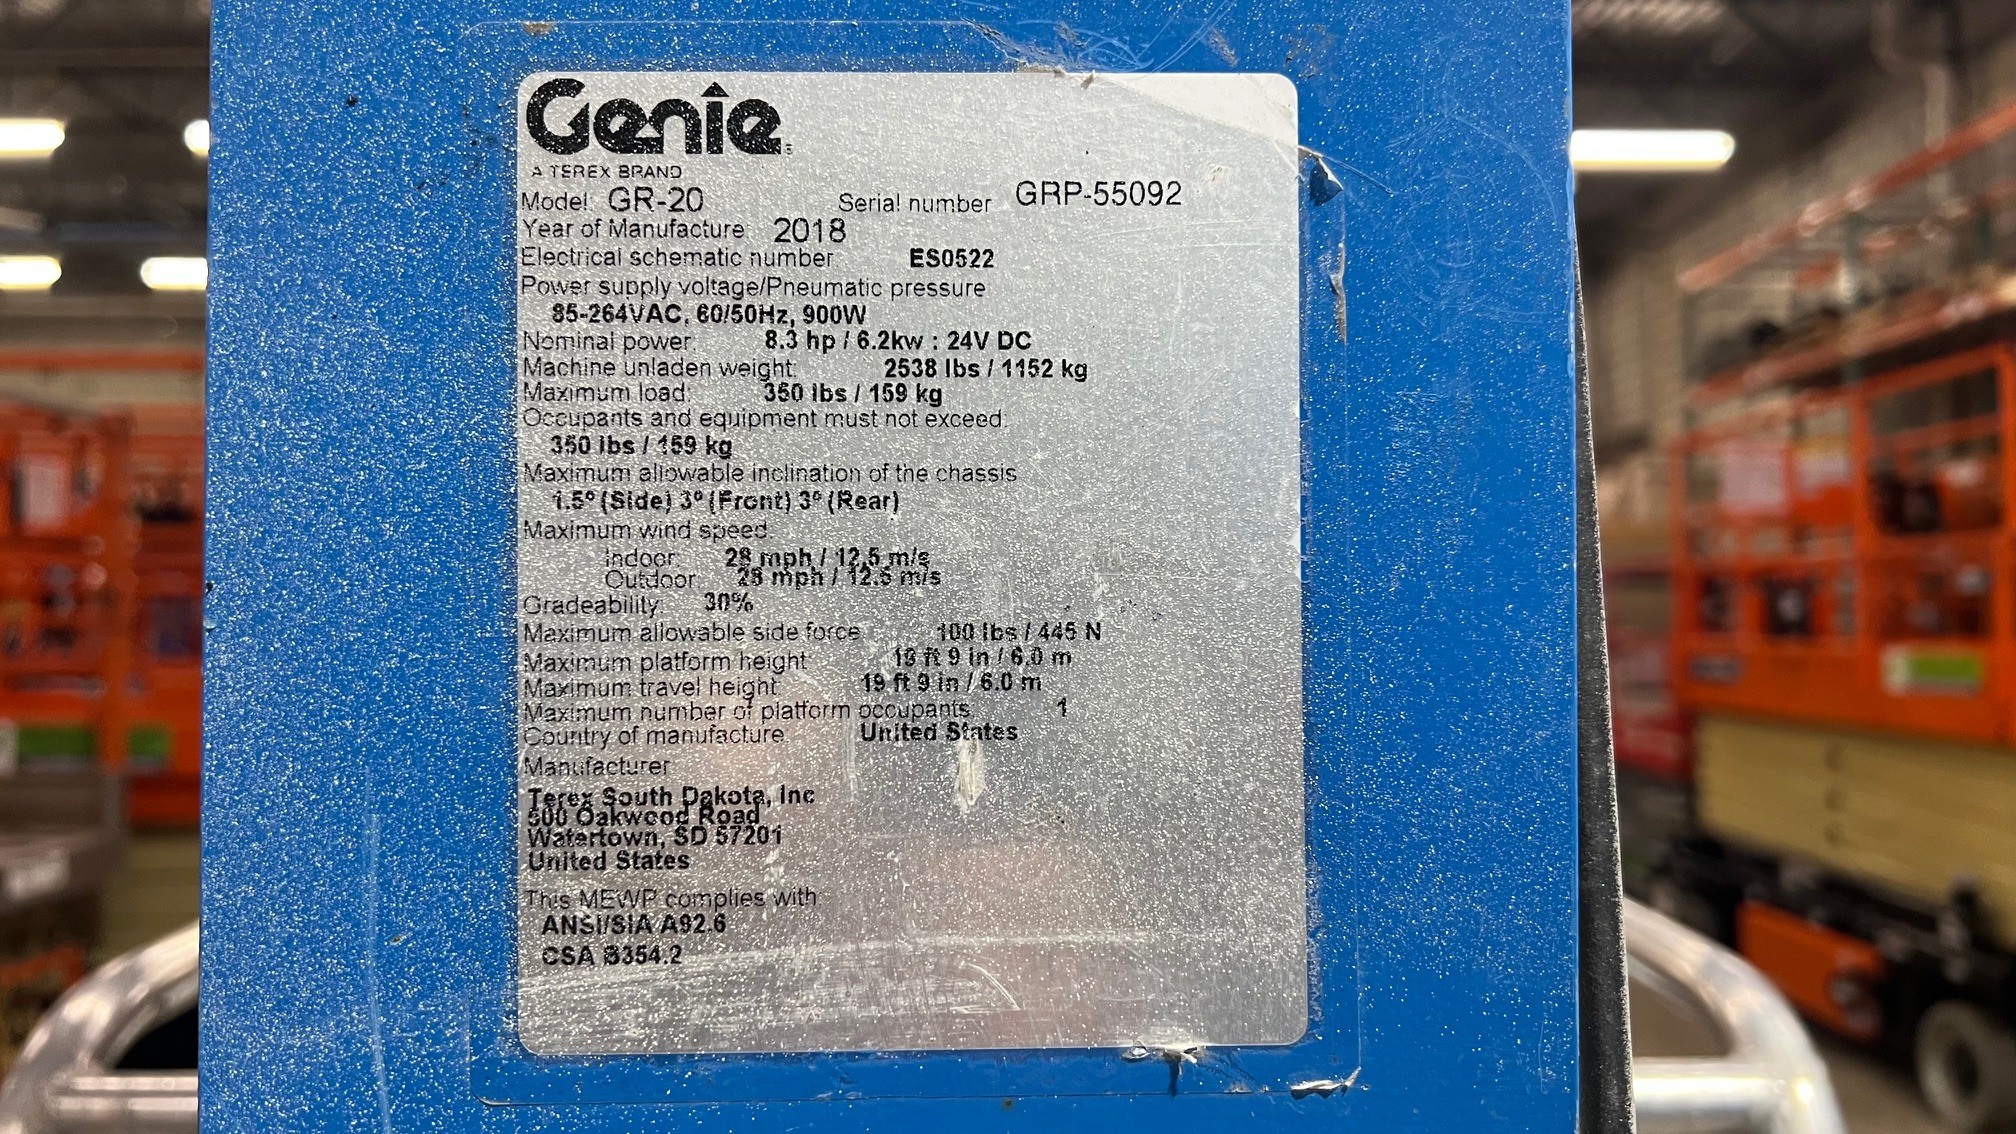 Genie
A TEREX BRAND
Model: GR-20 Serial number GRP-55092
Year of Manufacture: 2018
Electrical schematic number ES0522
Power supply voltage/Pneumatic pressure
85-264VAC, 60/50Hz, 900W
Nominal power: 8.3 hp / 6.2kw : 24V DC
Machine unladen weight: 2538 lbs / 1152 kg
Maximum load: 350 lbs / 159 kg
Occupants and equipment must not exceed:
350 lbs / 159 kg
Maximum allowable inclination of the chassis
1.5° (Side) 3° (Front) 3° (Rear)
Maximum wind speed:
Indoor: 28 mph / 12.5 m/s
Outdoor: 28 mph / 12.5 m/s
Gradeability: 30%
Maximum allowable side force 100 lbs / 445 N
Maximum platform height 19 ft 9 in / 6.0 m
Maximum travel height 19 ft 9 in / 6.0 m
Maximum number of platform occupants 1
Country of manufacture United States
Manufacturer
Terex South Dakota, Inc
500 Oakwood Road
Watertown, SD 57201
United States
This MEWP complies with
ANSI/SIA A92.6
CSA B354.2